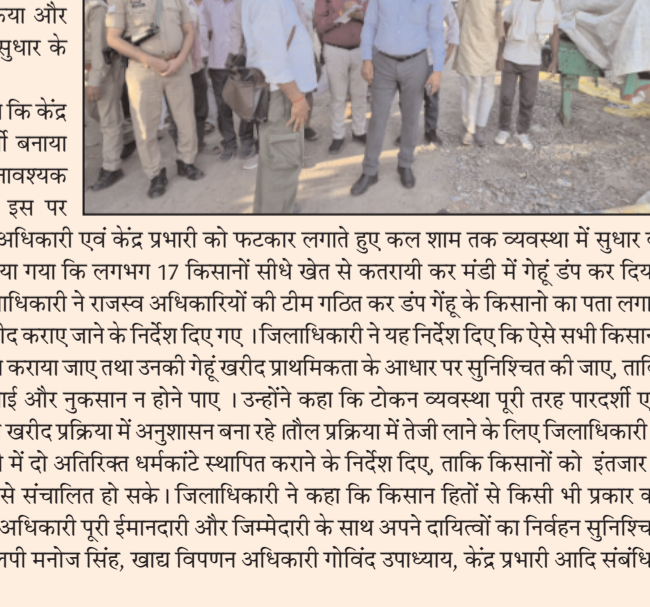 कया और
सुधार के
कि केंद्र
बनाया
नावश्यक
इस पर
अधिकारी एवं केंद्र प्रभारी को फटकार लगाते हुए कल शाम तक व्यवस्था में सुधार
या गया कि लगभग 17 किसानों सीधे खेत से कतरायी कर मंडी में गेहूं डंप कर दिय
ाधिकारी ने राजस्व अधिकारियों की टीम गठित कर डंप गेंहू के किसानो का पता लगा
ीद कराए जाने के निर्देश दिए गए । जिलाधिकारी ने यह निर्देश दिए कि ऐसे सभी किसान
कराया जाए तथा उनकी गेहूं खरीद प्राथमिकता के आधार पर सुनिश्चित की जाए, ताकि
ाई और नुकसान न होने पाए । उन्होंने कहा कि टोकन व्यवस्था पूरी तरह पारदर्शी ए
खरीद प्रक्रिया में अनुशासन बना रहे ।तौल प्रक्रिया में तेजी लाने के लिए जिलाधिकारी
में दो अतिरिक्त धर्मकांटे स्थापित कराने के निर्देश दिए, ताकि किसानों को इंतजार
से संचालित हो सके। जिलाधिकारी ने कहा कि किसान हितों से किसी भी प्रकार क
अधिकारी पूरी ईमानदारी और जिम्मेदारी के साथ अपने दायित्वों का निर्वहन सुनिश्चि
लपी मनोज सिंह, खाद्य विपणन अधिकारी गोविंद उपाध्याय, केंद्र प्रभारी आदि संबंधि